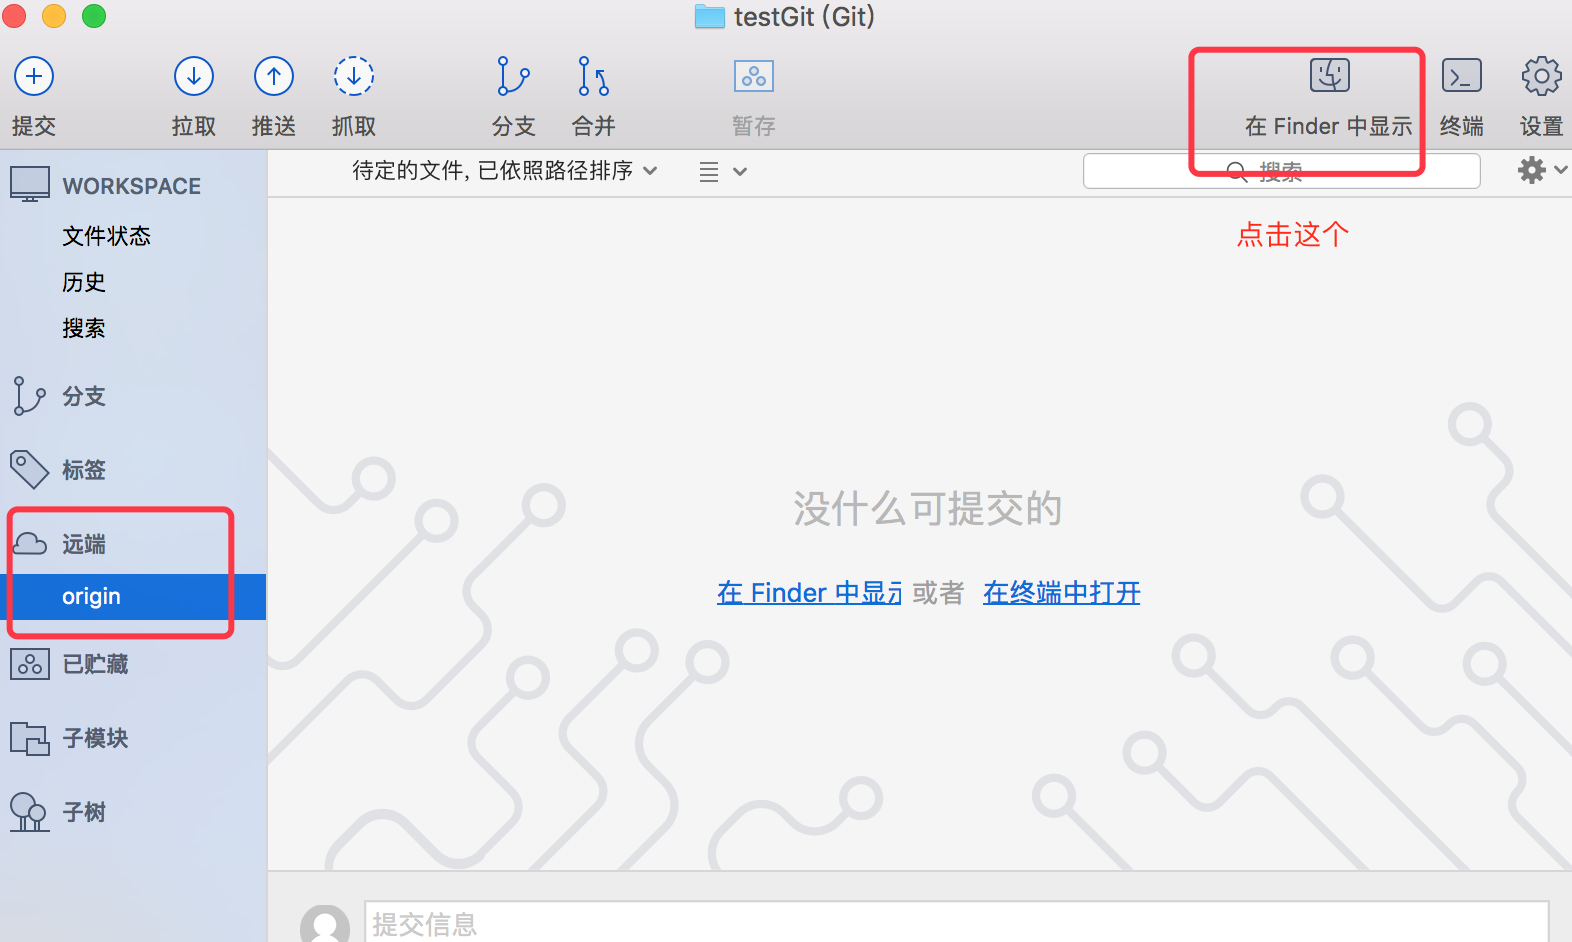 testGit (Git)
提交
拉取
推送
抓取
分支
合并
暂存
在 Finder 中显示
终端
设置
WORKSPACE
待定的文件, 已依照路径排序
搜索
文件状态
点击这个
历史
搜索
分支
标签
远端
没什么可提交的
origin
在 Finder 中显示 或者 在终端中打开
已贮藏
子模块
子树
提交信息